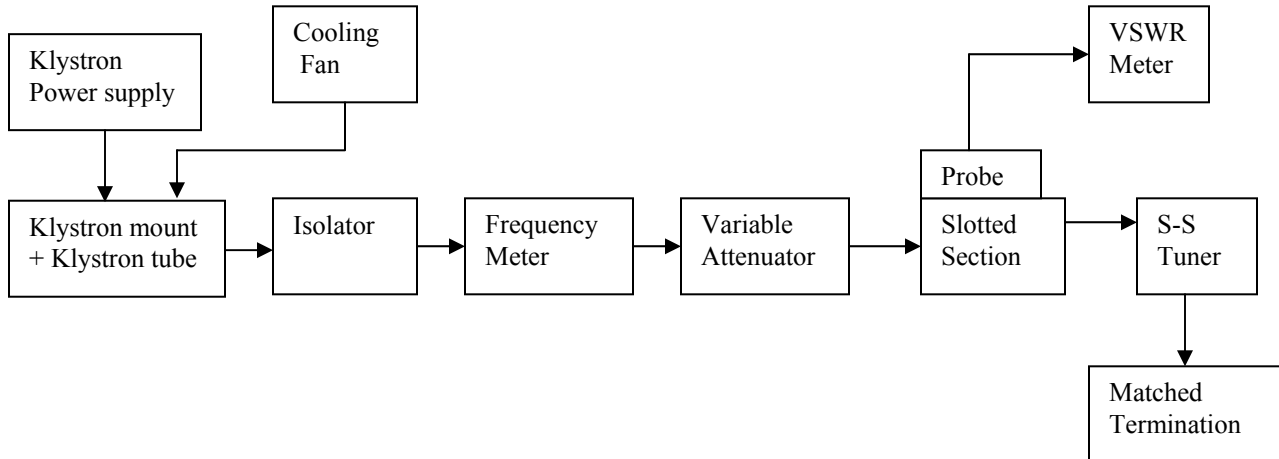 Klystron
Power supply
Cooling
Fan
VSWR
Meter
Probe
Klystron mount
+ Klystron tube
Isolator
Frequency
Meter
Variable
Attenuator
Slotted
Section
S-S
Tuner
Matched
Termination